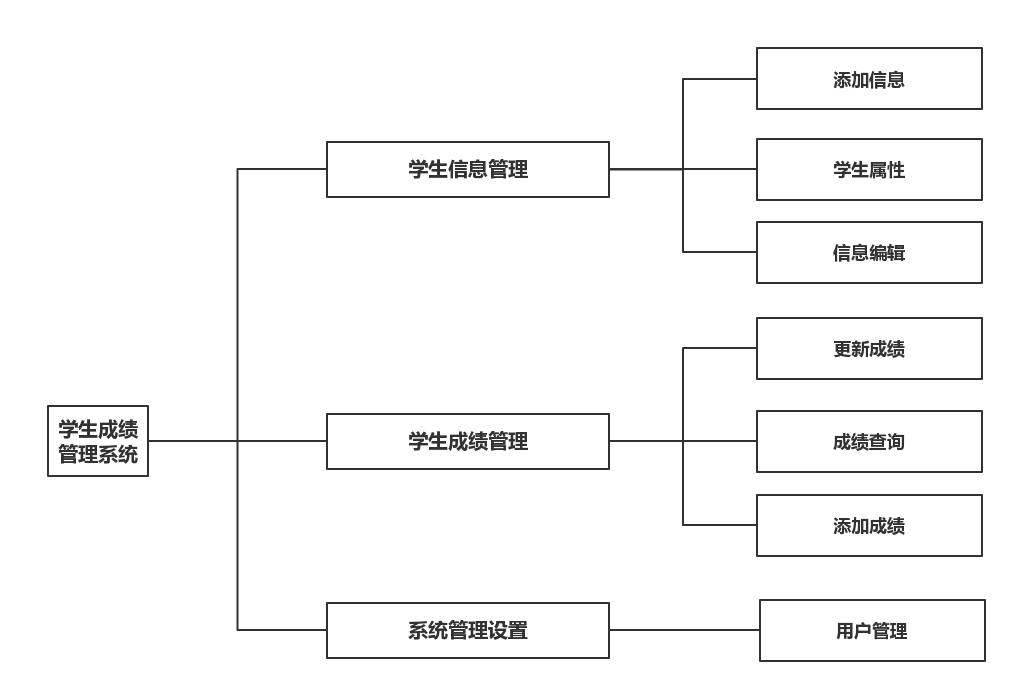 学生成绩
管理系统
学生信息管理
添加信息
学生属性
信息编辑
学生成绩管理
更新成绩
成绩查询
添加成绩
系统管理设置
用户管理